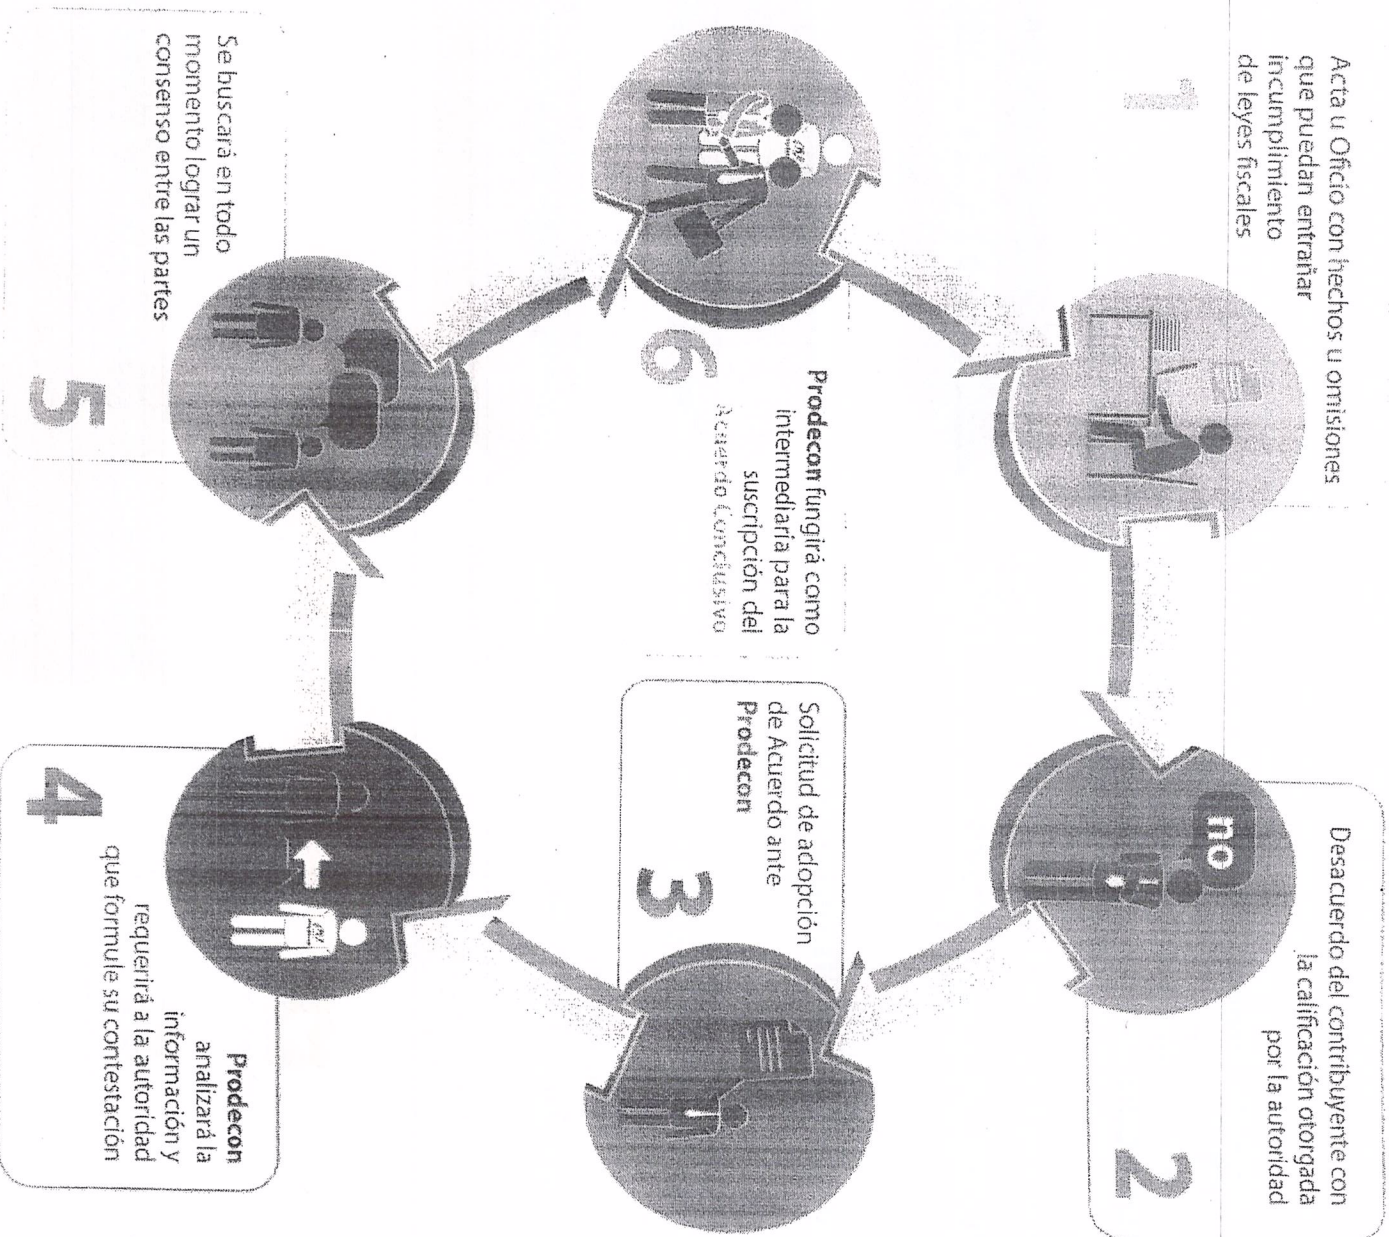 Acta u Oficio con hechos u omisiones
que puedan entrañar
incumplimiento
de leyes fiscales
1
no
Desacuerdo del contribuyente con
la calificación otorgada
por la autoridad
2
Solicitud de adopción
de Acuerdo ante
Prodecon
3
Prodecon
analizará la
información y
requerirá a la autoridad
que formule su contestación
4
Se buscará en todo
momento lograr un
consenso entre las partes
5
Prodecon fungirá como
intermediaría para la
suscripción del
Acuerdo Conclusivo
6